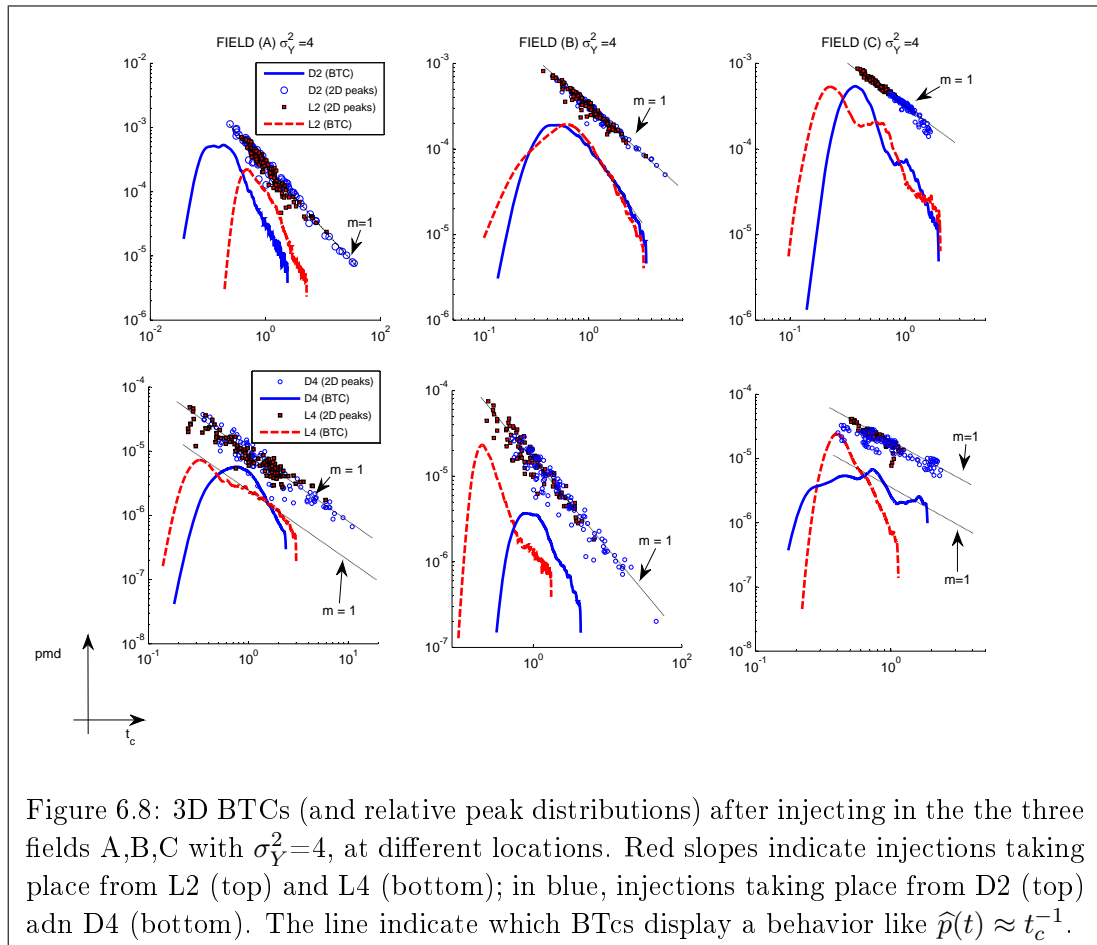 FIELD (A) σ_Y^2 =4
FIELD (B) σ_Y^2 =4
FIELD (C) σ_Y^2 =4
D2 (BTC)
D2 (2D peaks)
L2 (2D peaks)
L2 (BTC)
10^-2
10^-3
10^-4
10^-5
10^-6
10^-2
10^0
10^2
m=1
10^-3
10^-4
10^-5
10^-6
10^-1
10^0
m = 1
10^-3
10^-4
10^-5
10^-6
10^-1
10^0
m = 1
D4 (2D peaks)
D4 (BTC)
L4 (2D peaks)
L4 (BTC)
10^-4
10^-5
10^-6
10^-7
10^-8
10^-1
10^0
10^1
m = 1
m = 1
10^-4
10^-5
10^-6
10^-7
10^0
10^2
m = 1
10^-4
10^-5
10^-6
10^-7
10^-8
10^-1
10^0
m=1
m=1
pmd
t_c
Figure 6.8: 3D BTCs (and relative peak distributions) after injecting in the the three
fields A,B,C with σ_Y^2=4, at different locations. Red slopes indicate injections taking
place from L2 (top) and L4 (bottom); in blue, injections taking place from D2 (top)
adn D4 (bottom). The line indicate which BTcs display a behavior like p̂(t) ≈ t_c^{-1}.